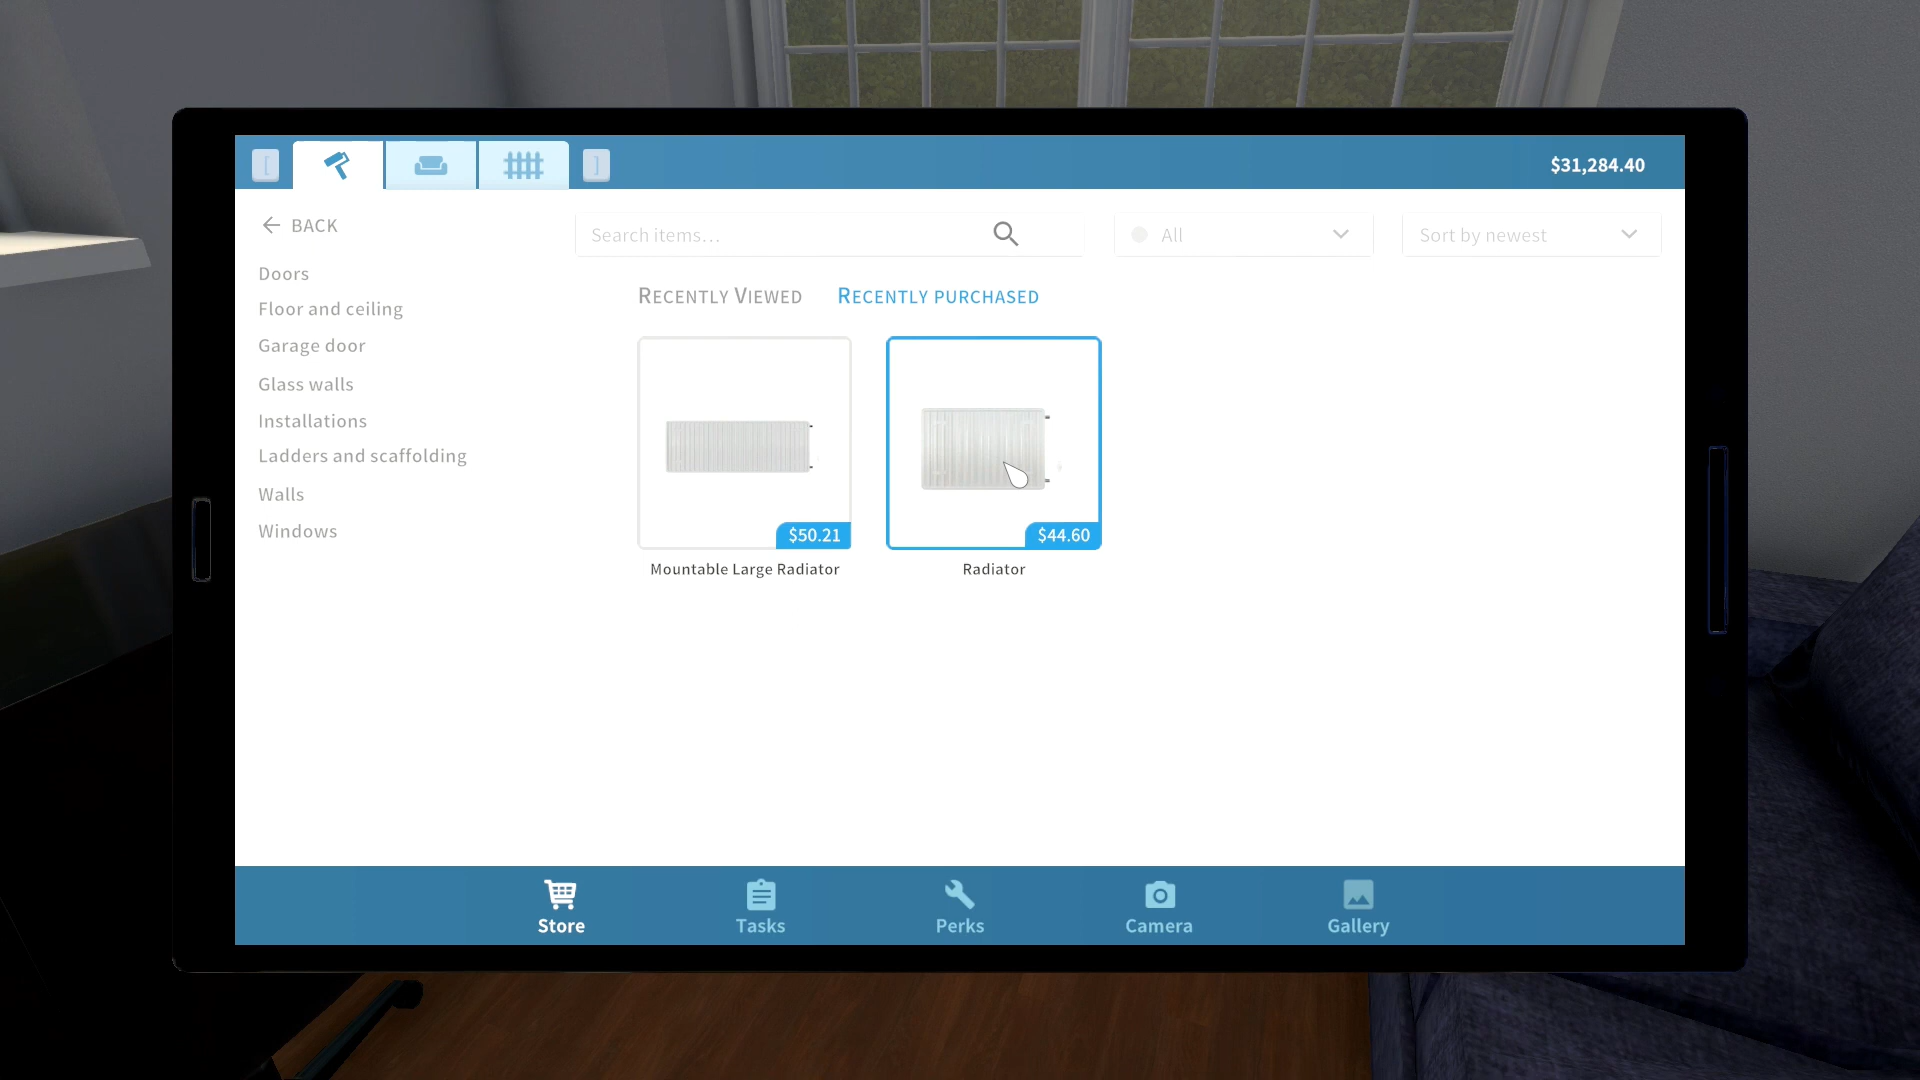 [
]
$31,284.40
BACK
Search items...
All
Sort by newest
Doors
Floor and ceiling
Garage door
Glass walls
Installations
Ladders and scaffolding
Walls
Windows
RECENTLY VIEWED
RECENTLY PURCHASED
$50.21
$44.60
Mountable Large Radiator
Radiator
Store
Tasks
Perks
Camera
Gallery